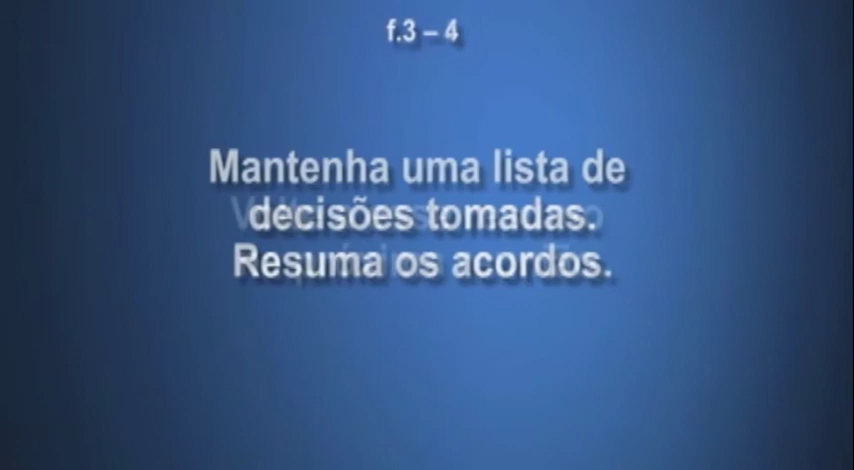 f.3 – 4
Mantenha uma lista de
decisões tomadas.
Resuma os acordos.